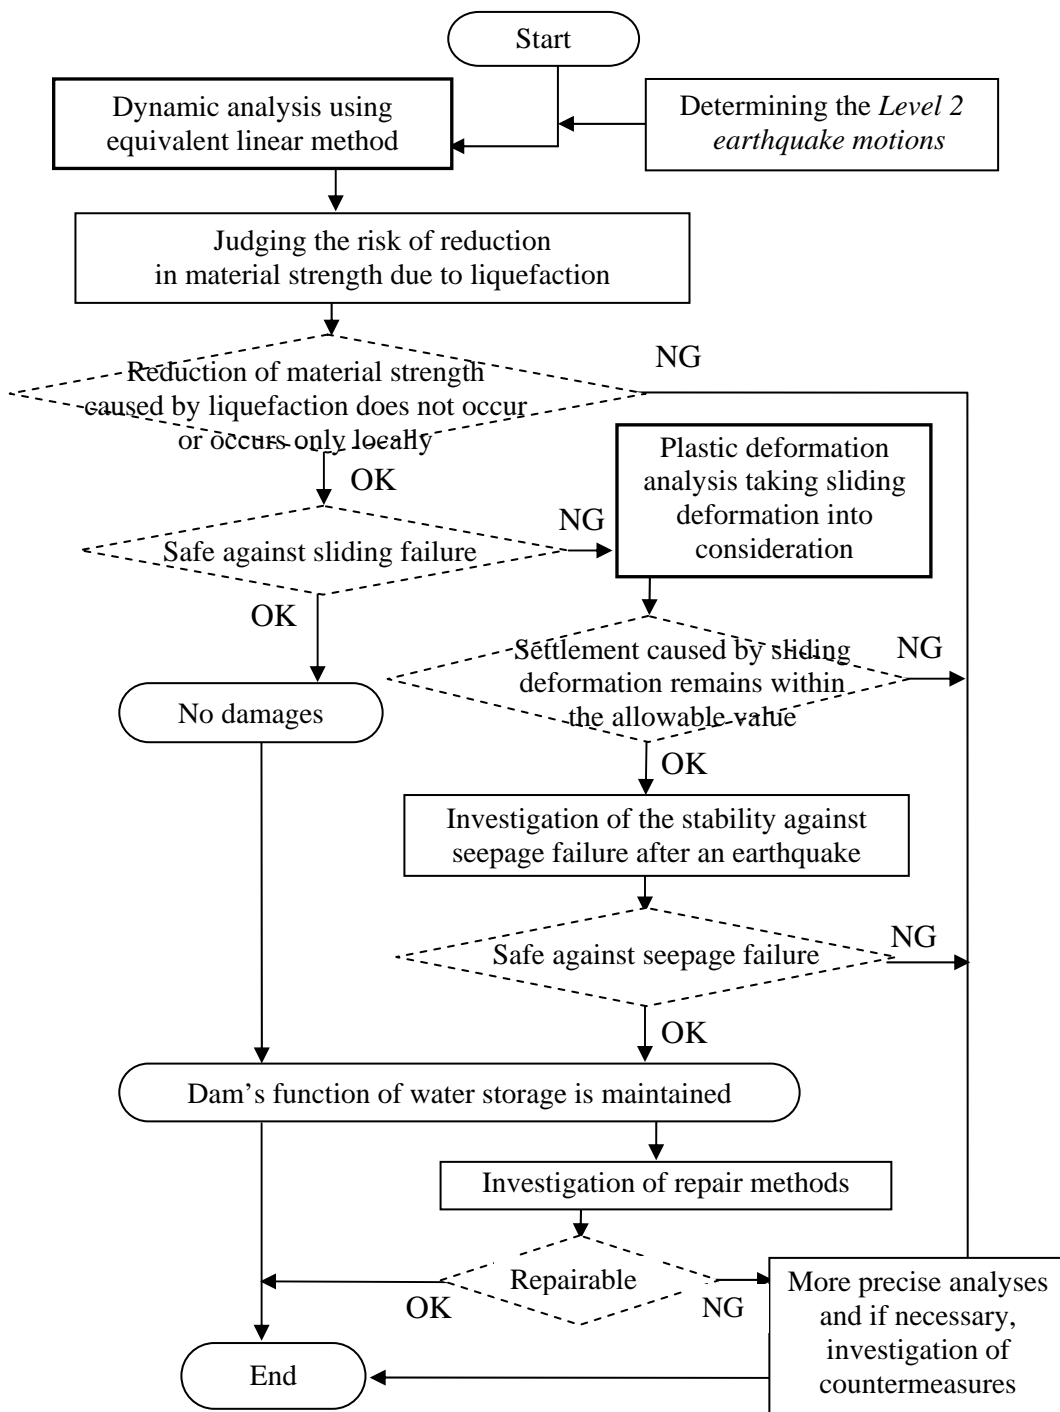 Start
Dynamic analysis using
equivalent linear method
Determining the Level 2
earthquake motions
Judging the risk of reduction
in material strength due to liquefaction
NG
Reduction of material strength
caused by liquefaction does not occur
or occurs only locally
OK
Plastic deformation
analysis taking sliding
deformation into
consideration
NG
Safe against sliding failure
OK
NG
Settlement caused by sliding
deformation remains within
the allowable value
No damages
OK
Investigation of the stability against
seepage failure after an earthquake
NG
Safe against seepage failure
OK
Dam's function of water storage is maintained
Investigation of repair methods
Repairable
OK
NG
More precise analyses
and if necessary,
investigation of
countermeasures
End